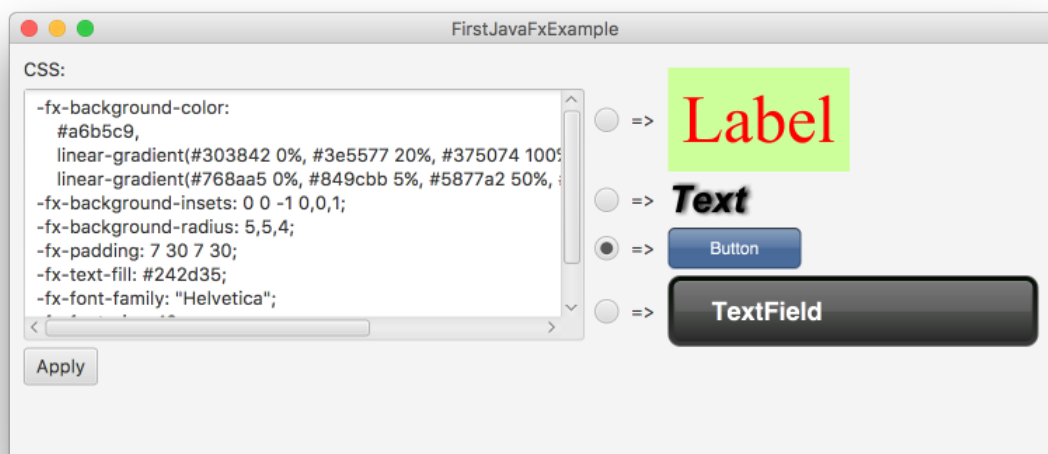 FirstJavaFxExample
CSS:
-fx-background-color:
#a6b5c9,
linear-gradient(#303842 0%, #3e5577 20%, #375074 100%
linear-gradient(#768aa5 0%, #849cbb 5%, #5877a2 50%,
-fx-background-insets: 0 0 -1 0,0,1;
-fx-background-radius: 5,5,4;
-fx-padding: 7 30 7 30;
-fx-text-fill: #242d35;
-fx-font-family: "Helvetica";
Apply
=> Label
=> Text
=> Button
=> TextField